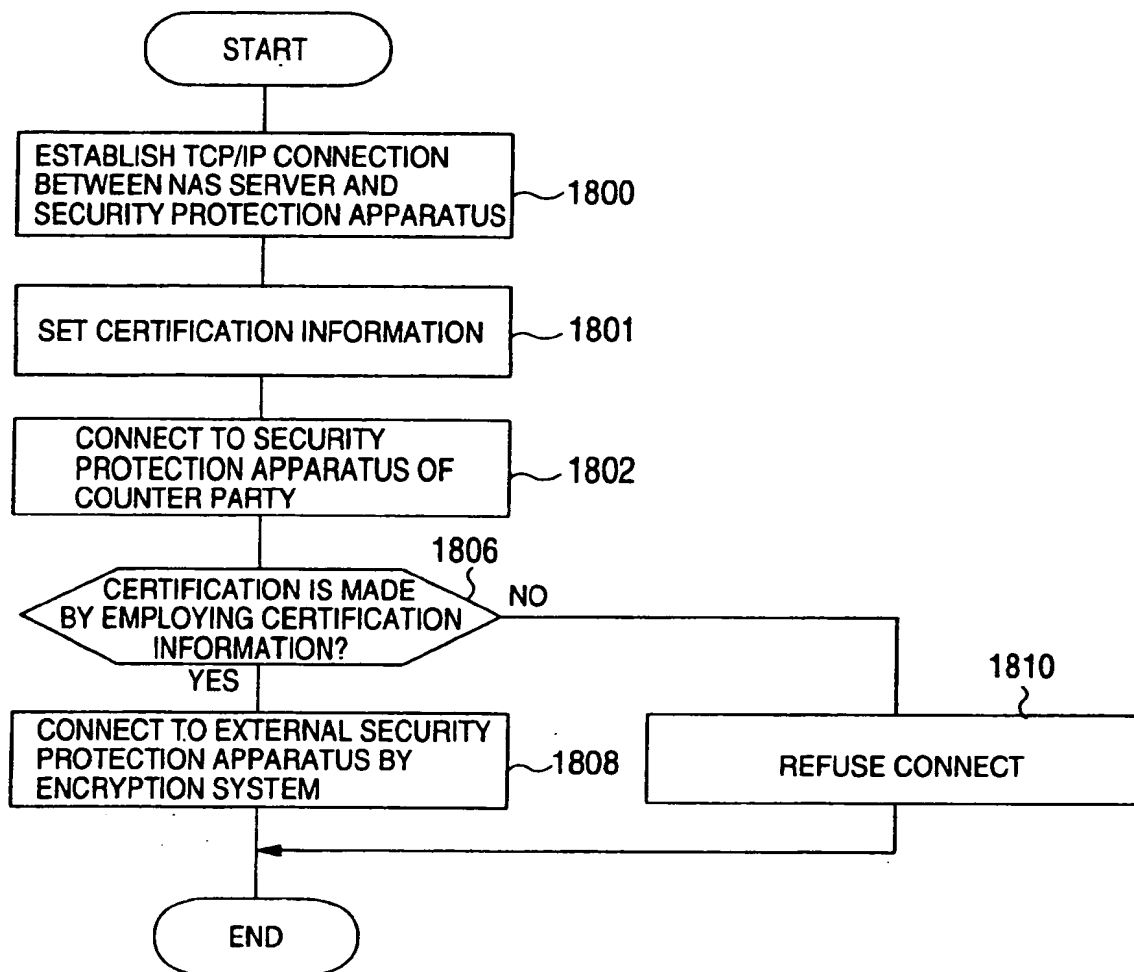 START
ESTABLISH TCP/IP CONNECTION
BETWEEN NAS SERVER AND
SECURITY PROTECTION APPARATUS
1800
SET CERTIFICATION INFORMATION
1801
CONNECT TO SECURITY
PROTECTION APPARATUS OF
COUNTER PARTY
1802
1806
CERTIFICATION IS MADE
BY EMPLOYING CERTIFICATION
INFORMATION?
NO
YES
1810
CONNECT TO EXTERNAL SECURITY
PROTECTION APPARATUS BY
ENCRYPTION SYSTEM
1808
REFUSE CONNECT
END